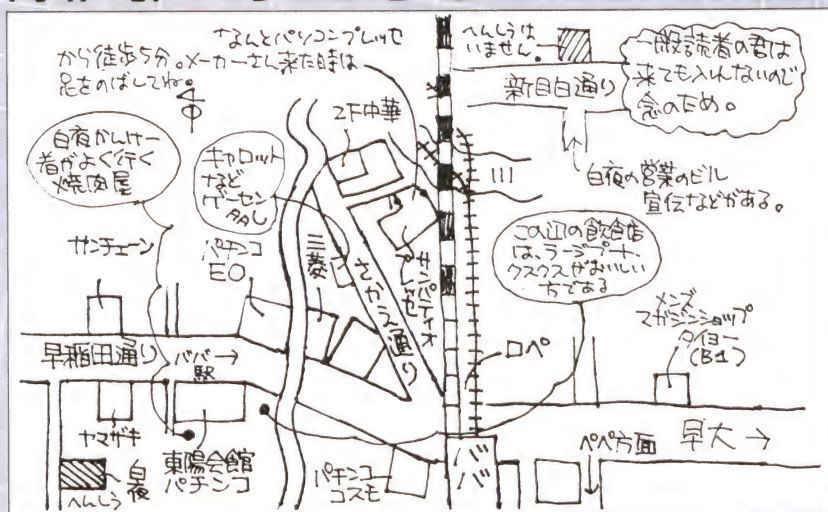 なんとパソコンプレッセ
から徒歩5分。メーカーさん来た時は
足をのばしてね。
へんしうは
いません。
一般読者の君は
来ても入れないので
念のため。
新目白通り
白夜の営業のビル
宣伝などがある。
白夜かんけー
者がよく行く
焼肉屋
キャロット
など
ゲーセン
多し
2F中華
サンチェーン
パチンコ
EO
三菱
さかえ通り
サンパティオ
プレッセ
この辺の飲食店
は、ラージプート、
クスクスがおいしい
方である
メンズ
マガジンショップ
タイヨー
(B1)
ロペ
早稲田通り
ババ→
駅
ヤマザキ
東陽会館
パチンコ
白夜
へんしう
パチンコ
コスモ
ババ
ペペ方面
早大→